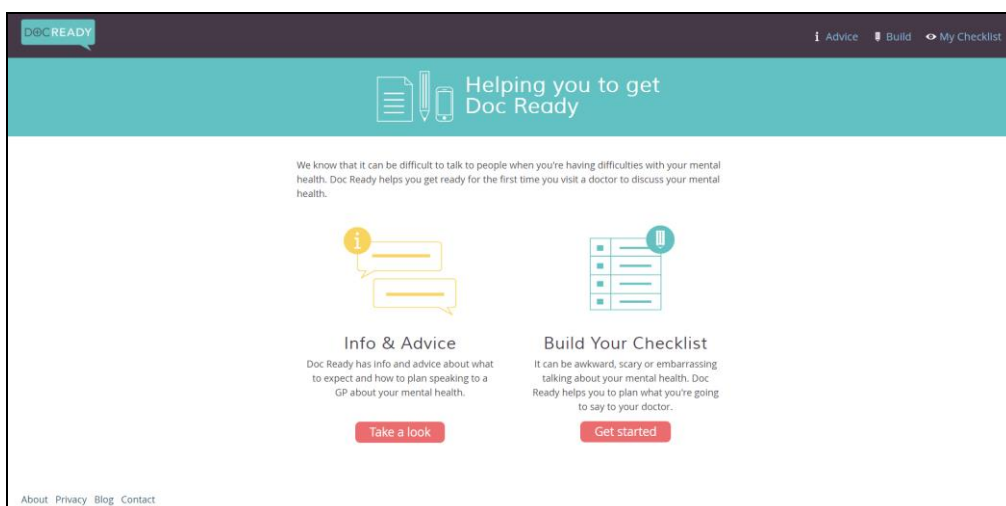 DOCREADY
Advice
Build
My Checklist
Helping you to get
Doc Ready
We know that it can be difficult to talk to people when you're having difficulties with your mental
health. Doc Ready helps you get ready for the first time you visit a doctor to discuss your mental
health.
Info & Advice
Doc Ready has info and advice about what
to expect and how to plan speaking to a
GP about your mental health.
Take a look
Build Your Checklist
It can be awkward, scary or embarrassing
talking about your mental health. Doc
Ready helps you to plan what you're going
to say to your doctor.
Get started
About Privacy Blog Contact